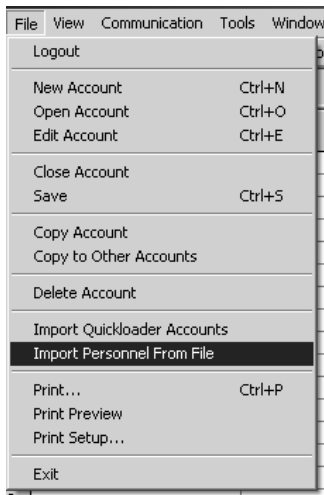 File View Communication Tools Window
Logout
New Account Ctrl+N
Open Account Ctrl+O
Edit Account Ctrl+E
Close Account
Save Ctrl+S
Copy Account
Copy to Other Accounts
Delete Account
Import Quickloader Accounts
Import Personnel From File
Print... Ctrl+P
Print Preview
Print Setup...
Exit